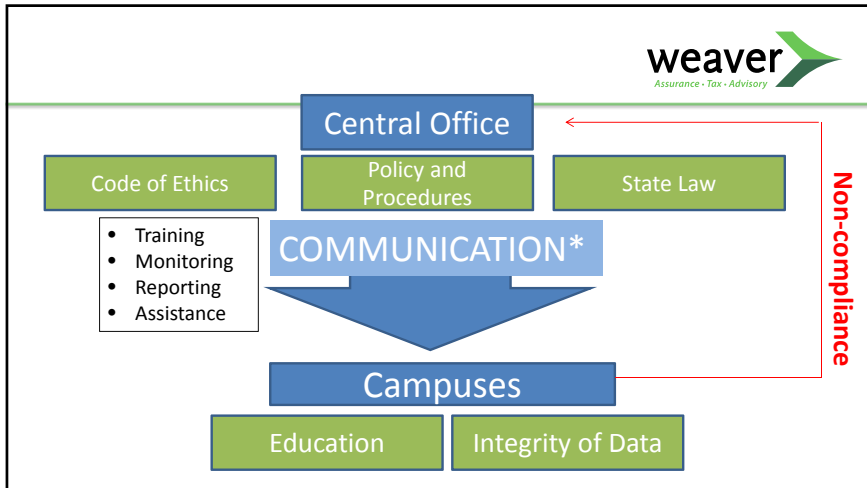 weaver
Assurance • Tax • Advisory
Central Office
Code of Ethics
Policy and
Procedures
State Law
• Training
• Monitoring
• Reporting
• Assistance
COMMUNICATION*
Non-compliance
Campuses
Education
Integrity of Data